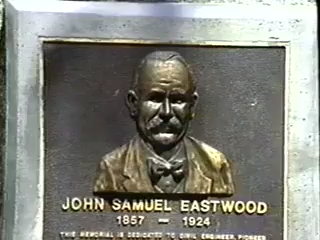 JOHN SAMUEL EASTWOOD
1857 — 1924
THIS MEMORIAL IS DEDICATED TO CIVIL ENGINEER, PIONEER